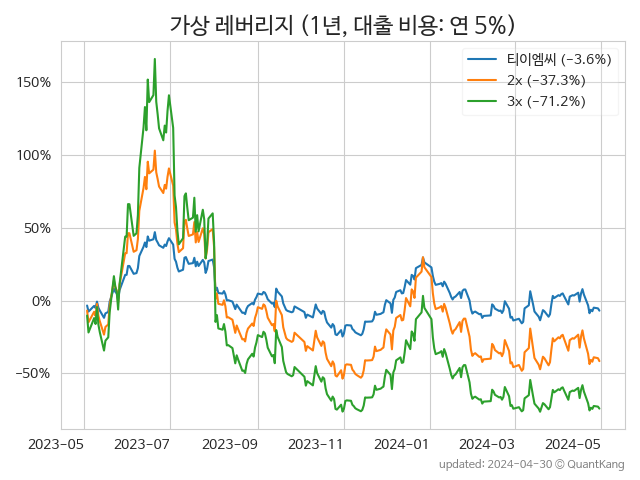 가상 레버리지 (1년, 대출 비용: 연 5%)
티이엠씨 (−3.6%)
2x (−37.3%)
3x (−71.2%)
150%
100%
50%
0%
−50%
2023-05 2023-07 2023-09 2023-11 2024-01 2024-03 2024-05
updated: 2024-04-30 © QuantKang